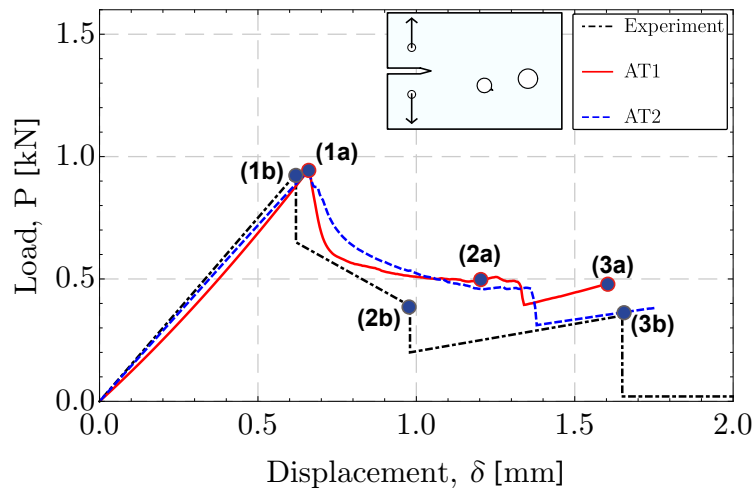 1.5
1.0
0.5
0.0
Load, P [kN]
Experiment
AT1
AT2
(1b)
(1a)
(2a)
(3a)
(2b)
(3b)
0.0 0.5 1.0 1.5 2.0
Displacement, δ [mm]